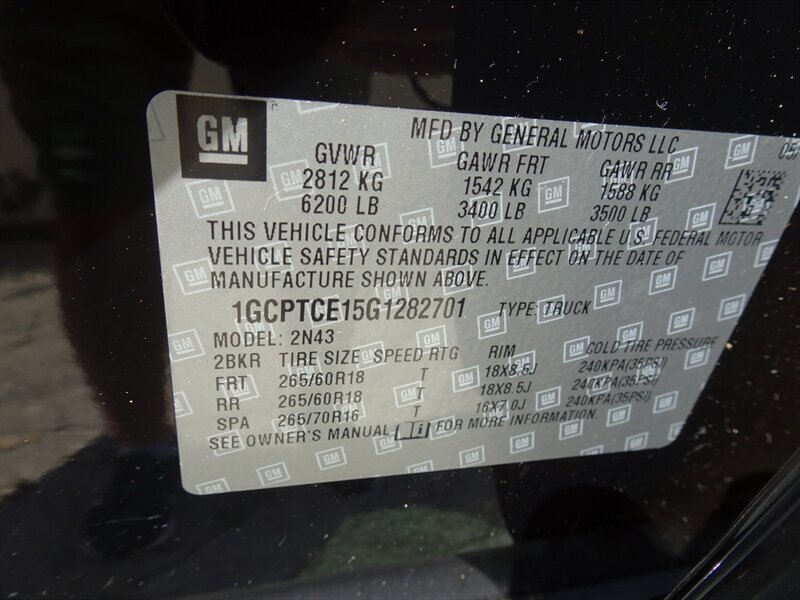 GM
MFD BY GENERAL MOTORS LLC
GVWR GAWR FRT GAWR RR
2812 KG 1542 KG 1588 KG
6200 LB 3400 LB 3500 LB
THIS VEHICLE CONFORMS TO ALL APPLICABLE U.S. FEDERAL MOTOR
VEHICLE SAFETY STANDARDS IN EFFECT ON THE DATE OF
MANUFACTURE SHOWN ABOVE.
1GCPTCE15G1282701 TYPE: TRUCK
MODEL: 2N43
2BKR TIRE SIZE SPEED RTG RIM COLD TIRE PRESSURE
FRT 265/60R18 T 18X8.5J 240KPA(35PSI)
RR 265/60R18 T 18X8.5J 240KPA(35PSI)
SPA 265/70R16 T 16X7.0J 240KPA(35PSI)
SEE OWNER'S MANUAL FOR MORE INFORMATION.